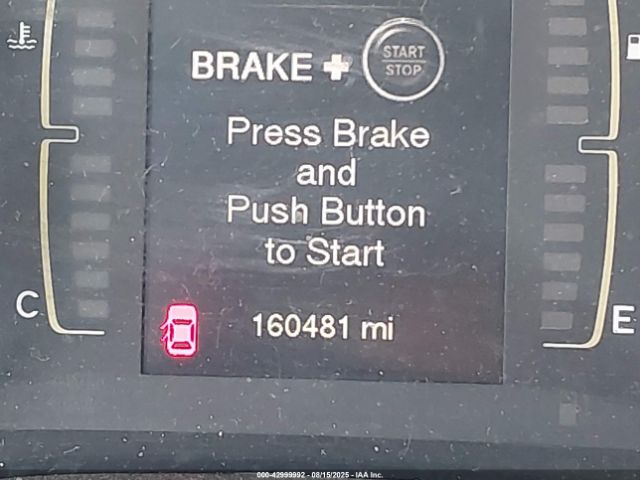 BRAKE + START
STOP
Press Brake
and
Push Button
to Start
C
E
160481 mi
000-42999992 - 08/15/2025 - IAA Inc.